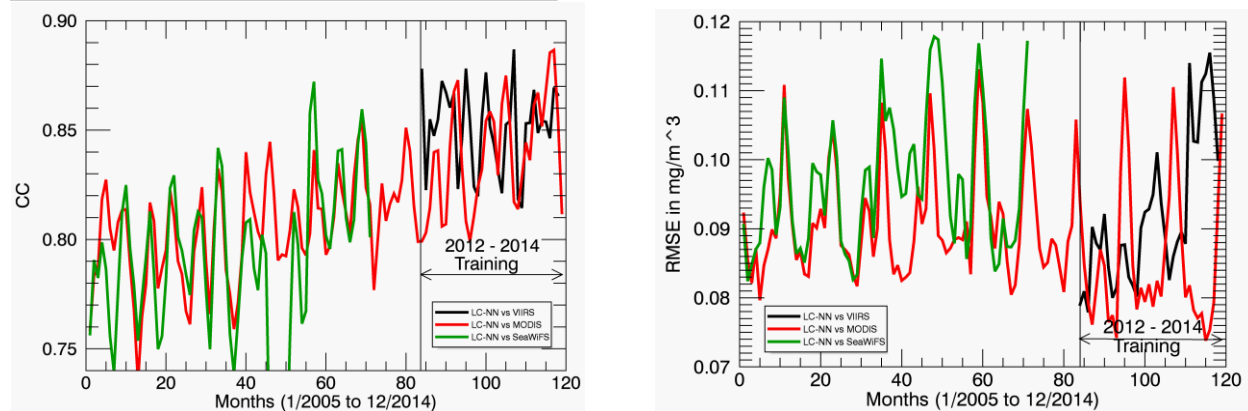 0.90
0.85
0.80
0.75
CC
2012 - 2014
Training
LC-NN vs VIIRS
LC-NN vs MODIS
LC-NN vs SeaWiFS
0 20 40 60 80 100 120
Months (1/2005 to 12/2014)
0.12
0.11
0.10
0.09
0.08
0.07
RMSE in mg/m ^ 3
2012 - 2014
Training
LC-NN vs VIIRS
LC-NN vs MODIS
LC-NN vs SeaWiFS
0 20 40 60 80 100 120
Months (1/2005 to 12/2014)